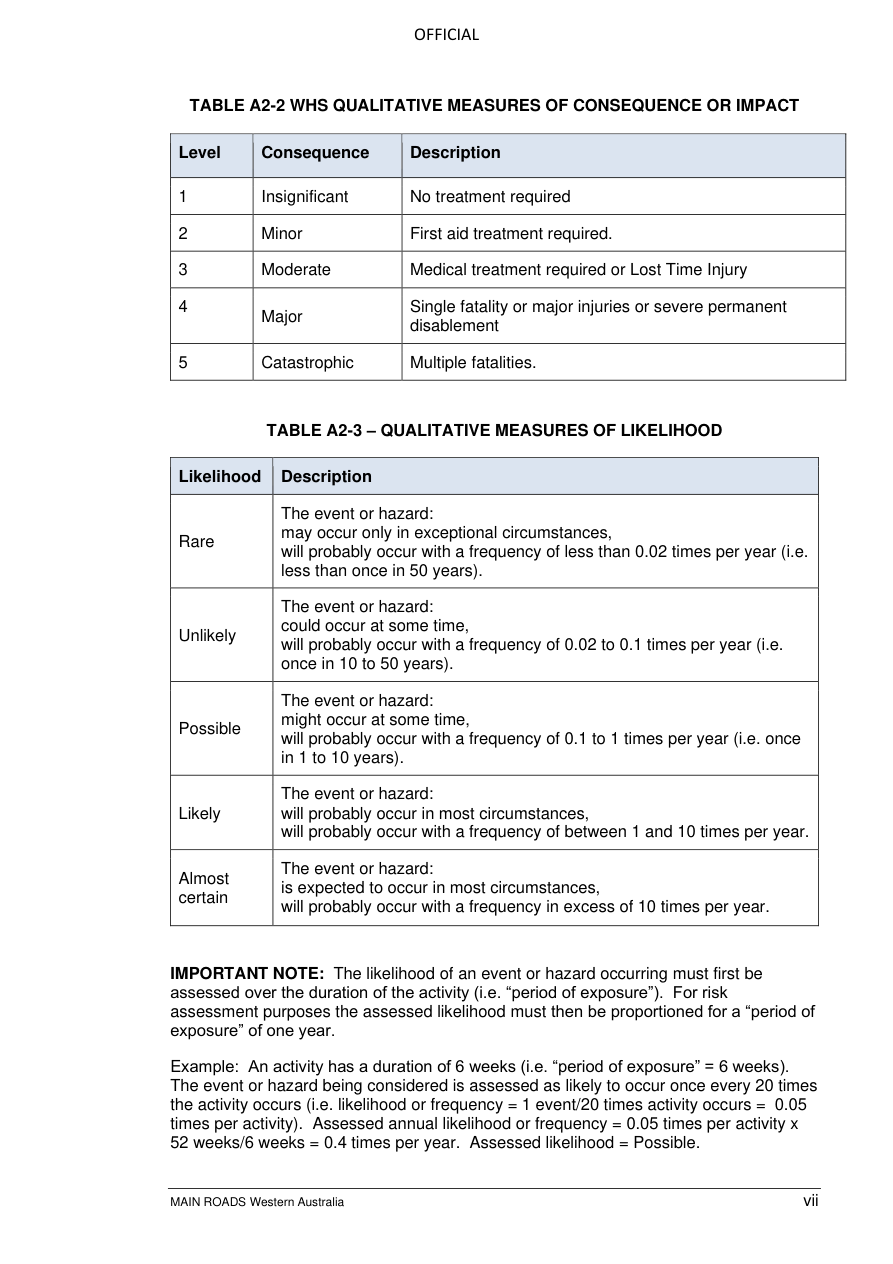 OFFICIAL
TABLE A2-2 WHS QUALITATIVE MEASURES OF CONSEQUENCE OR IMPACT
Level Consequence Description
1 Insignificant No treatment required
2 Minor First aid treatment required.
3 Moderate Medical treatment required or Lost Time Injury
4 Major Single fatality or major injuries or severe permanent
disablement
5 Catastrophic Multiple fatalities.
TABLE A2-3 – QUALITATIVE MEASURES OF LIKELIHOOD
Likelihood Description
Rare
The event or hazard:
may occur only in exceptional circumstances,
will probably occur with a frequency of less than 0.02 times per year (i.e.
less than once in 50 years).
Unlikely
The event or hazard:
could occur at some time,
will probably occur with a frequency of 0.02 to 0.1 times per year (i.e.
once in 10 to 50 years).
Possible
The event or hazard:
might occur at some time,
will probably occur with a frequency of 0.1 to 1 times per year (i.e. once
in 1 to 10 years).
Likely
The event or hazard:
will probably occur in most circumstances,
will probably occur with a frequency of between 1 and 10 times per year.
Almost
certain
The event or hazard:
is expected to occur in most circumstances,
will probably occur with a frequency in excess of 10 times per year.
IMPORTANT NOTE: The likelihood of an event or hazard occurring must first be
assessed over the duration of the activity (i.e. “period of exposure”). For risk
assessment purposes the assessed likelihood must then be proportioned for a “period of
exposure” of one year.
Example: An activity has a duration of 6 weeks (i.e. “period of exposure” = 6 weeks).
The event or hazard being considered is assessed as likely to occur once every 20 times
the activity occurs (i.e. likelihood or frequency = 1 event/20 times activity occurs = 0.05
times per activity). Assessed annual likelihood or frequency = 0.05 times per activity x
52 weeks/6 weeks = 0.4 times per year. Assessed likelihood = Possible.
MAIN ROADS Western Australia vii